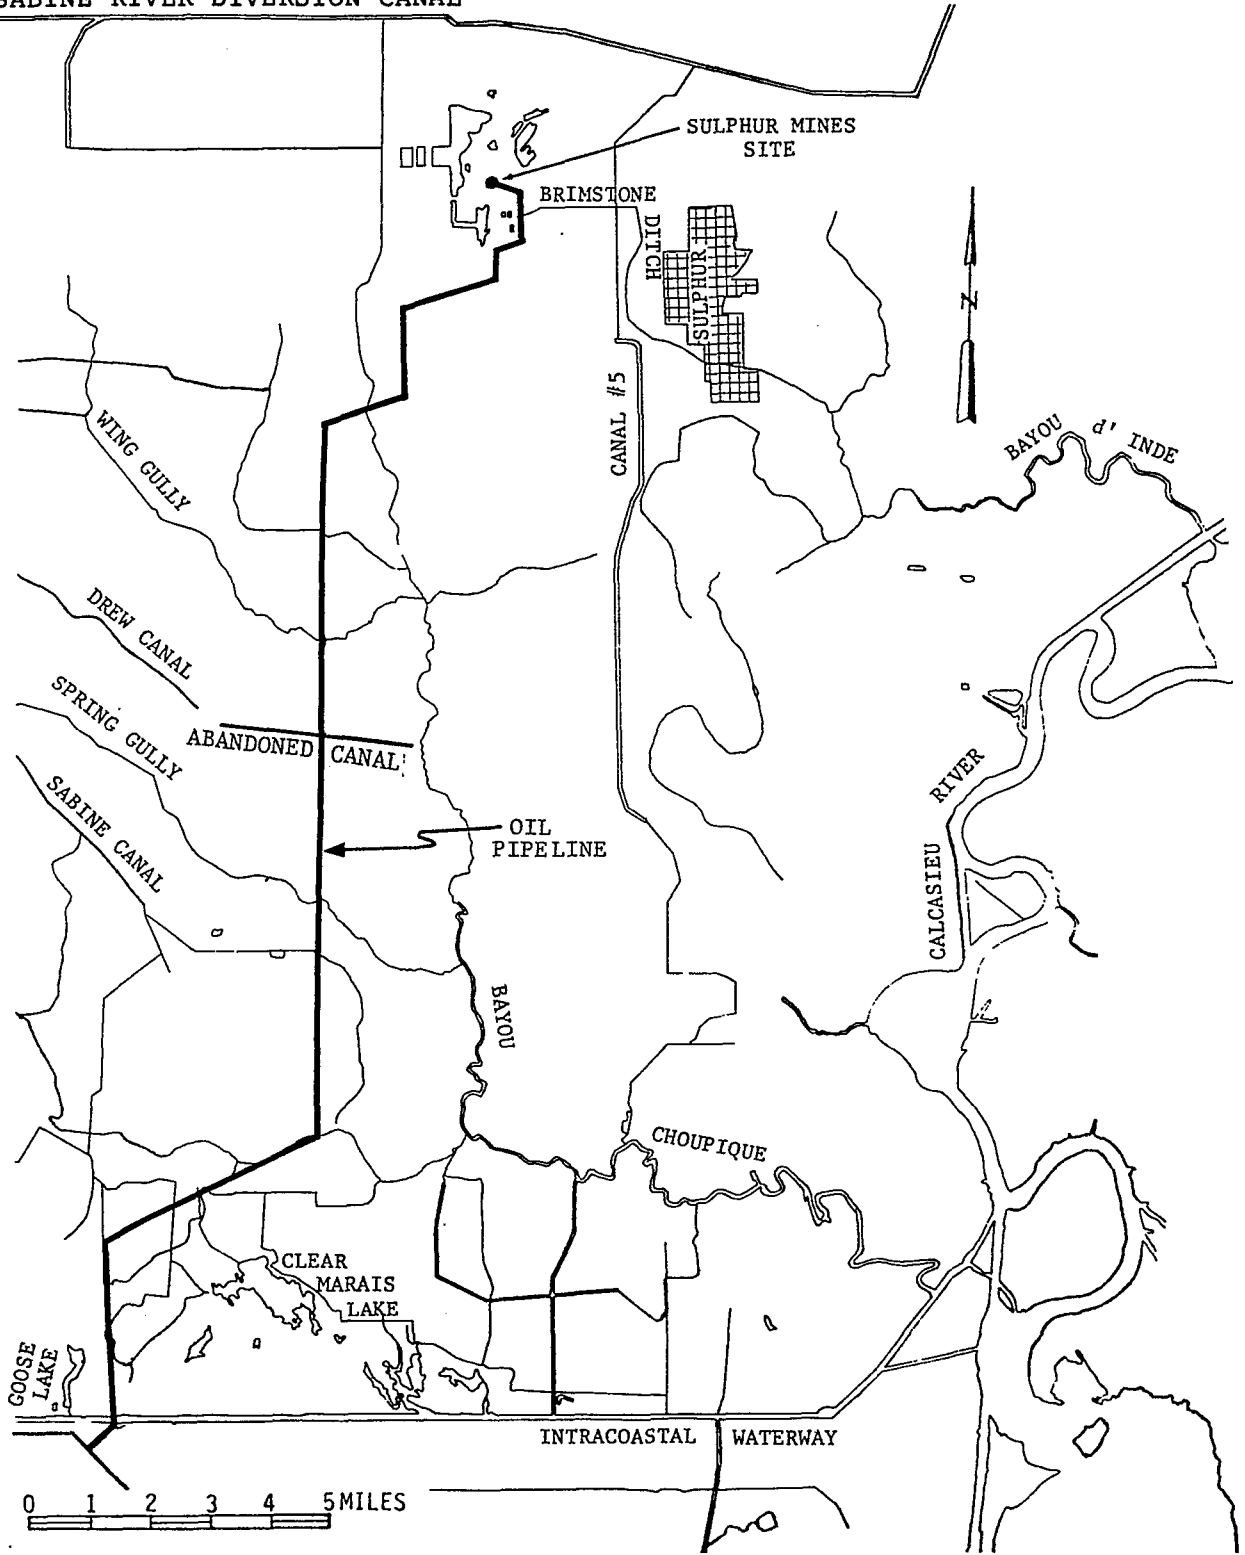 SABINE RIVER DIVERSION CANAL
SULPHUR MINES
SITE
BRIMSTONE
DITCH
SULPHUR
N
CANAL #5
BAYOU d' INDE
WING GULLY
DREW CANAL
SPRING GULLY
ABANDONED CANAL
SABINE CANAL
OIL
PIPELINE
RIVER
CALCASIEU
BAYOU
CHOUPIQUE
CLEAR
MARAIS
LAKE
GOOSE
LAKE
INTRACOASTAL WATERWAY
0 1 2 3 4 5 MILES